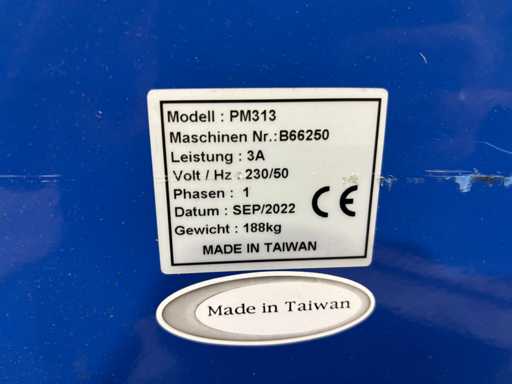 Modell : PM313
Maschinen Nr.:B66250
Leistung : 3A
Volt / Hz : 230/50
Phasen : 1
Datum : SEP/2022
Gewicht : 188kg
CE
MADE IN TAIWAN
Made in Taiwan